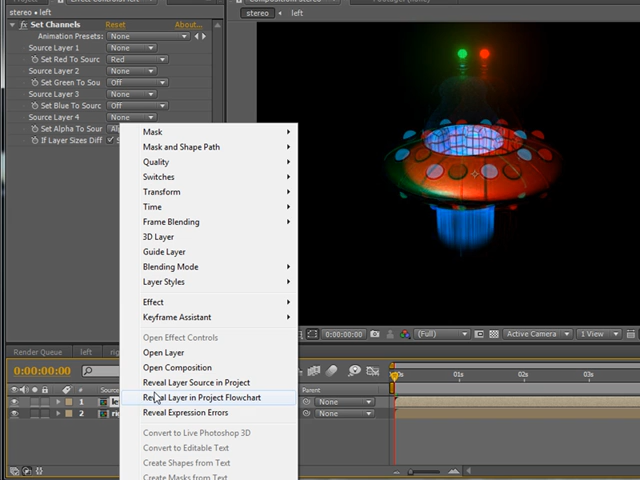 stereo • left
fx Set Channels Reset About...
Animation Presets: None
Source Layer 1 None
Set Red To Sourc Red
Source Layer 2 None
Set Green To Sou Off
Source Layer 3 None
Set Blue To Sourc Off
Source Layer 4 None
Set Alpha To Sour
If Layer Sizes Diff
stereo left
Mask
Mask and Shape Path
Quality
Switches
Transform
Time
Frame Blending
3D Layer
Guide Layer
Blending Mode
Layer Styles
Effect
Keyframe Assistant
Open Effect Controls
Open Layer
Open Composition
Reveal Layer Source in Project
Reveal Layer in Project Flowchart
Reveal Expression Errors
Convert to Live Photoshop 3D
Convert to Editable Text
Create Shapes from Text
Create Masks from Text
0:00:00:00 (Full) Active Camera 1 View
Render Queue left
0:00:00:00
Parent
01s 02s 03s
1 None
2 None